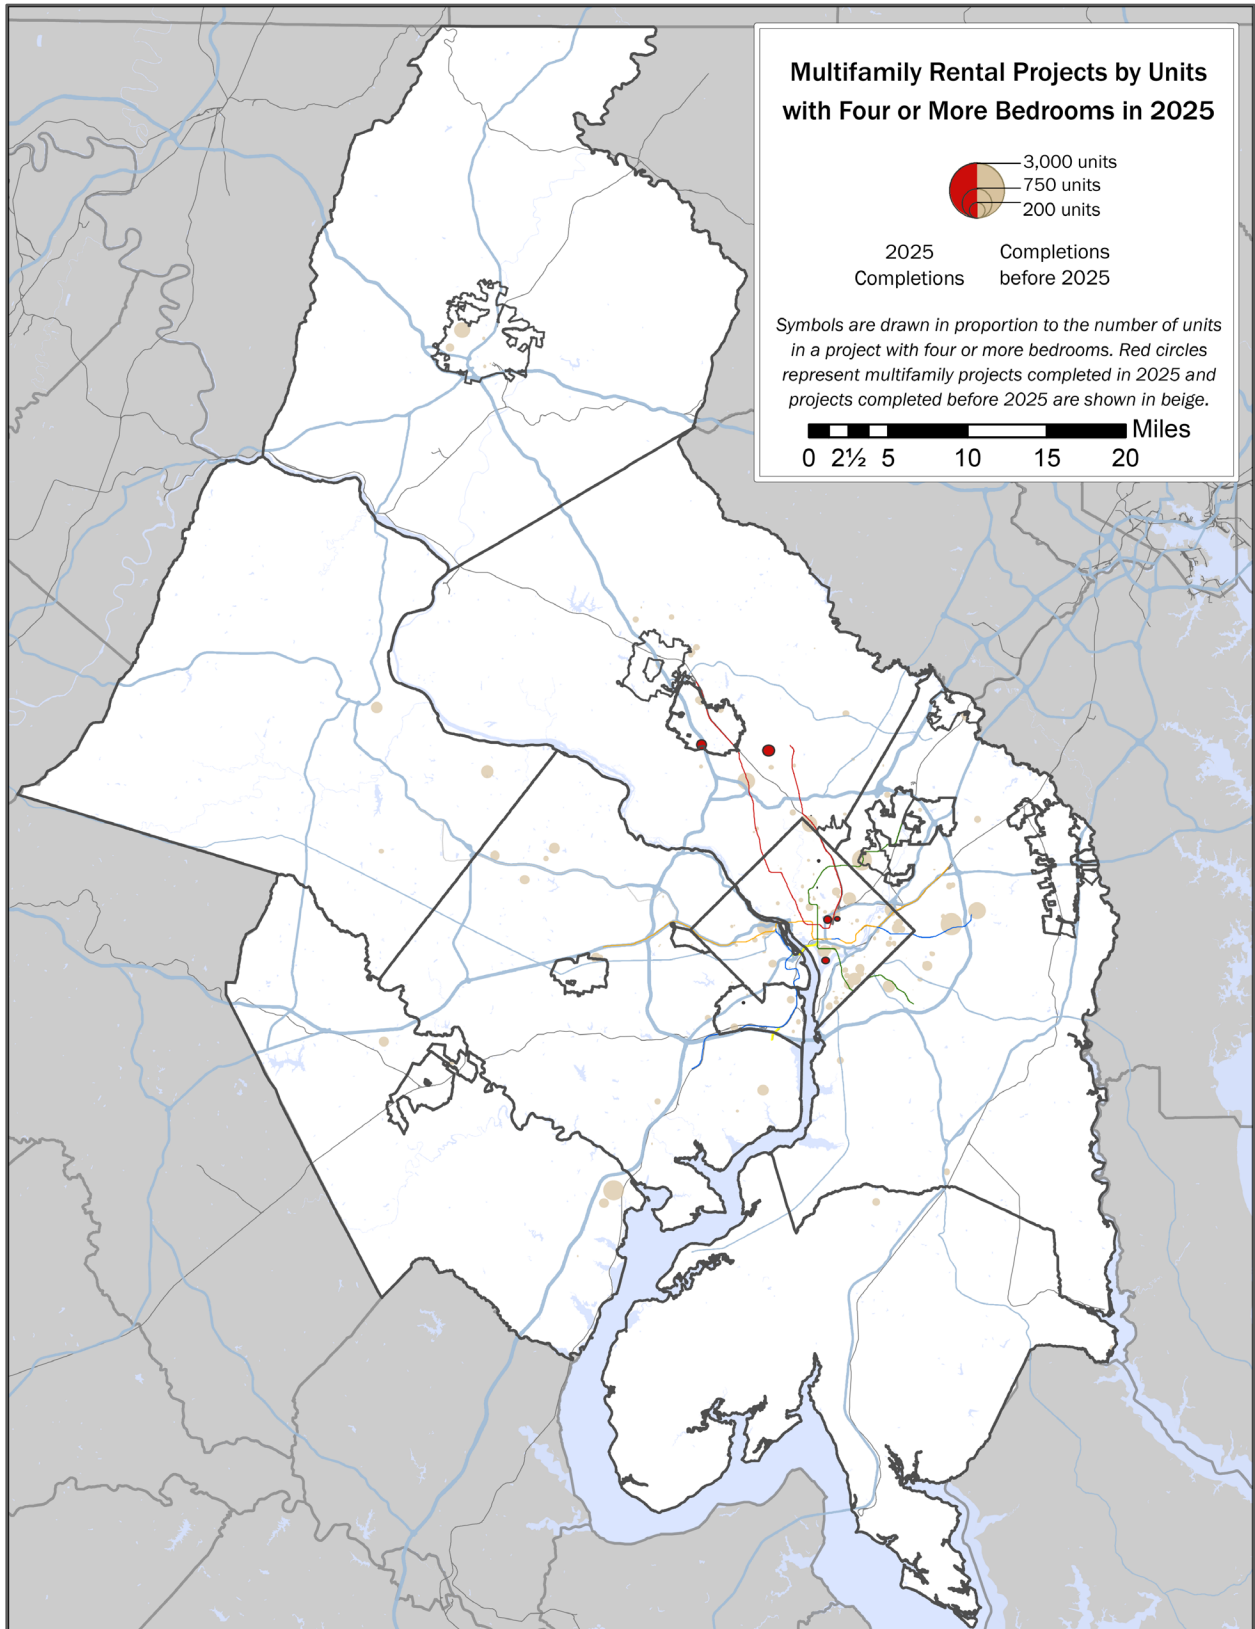 Multifamily Rental Projects by Units
with Four or More Bedrooms in 2025
3,000 units
750 units
200 units
2025
Completions
Completions
before 2025
Symbols are drawn in proportion to the number of units
in a project with four or more bedrooms. Red circles
represent multifamily projects completed in 2025 and
projects completed before 2025 are shown in beige.
Miles
0 2½ 5 10 15 20